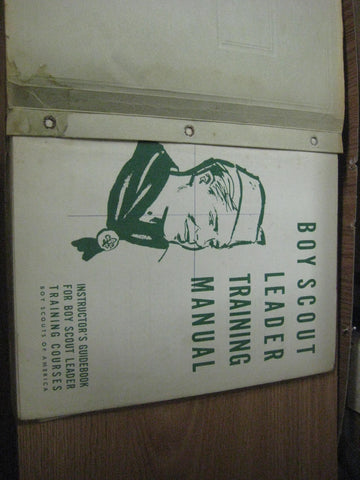 BOY SCOUT
LEADER
TRAINING
MANUAL
INSTRUCTOR'S GUIDEBOOK
FOR BOY SCOUT LEADER
TRAINING COURSES
BOY SCOUTS OF AMERICA